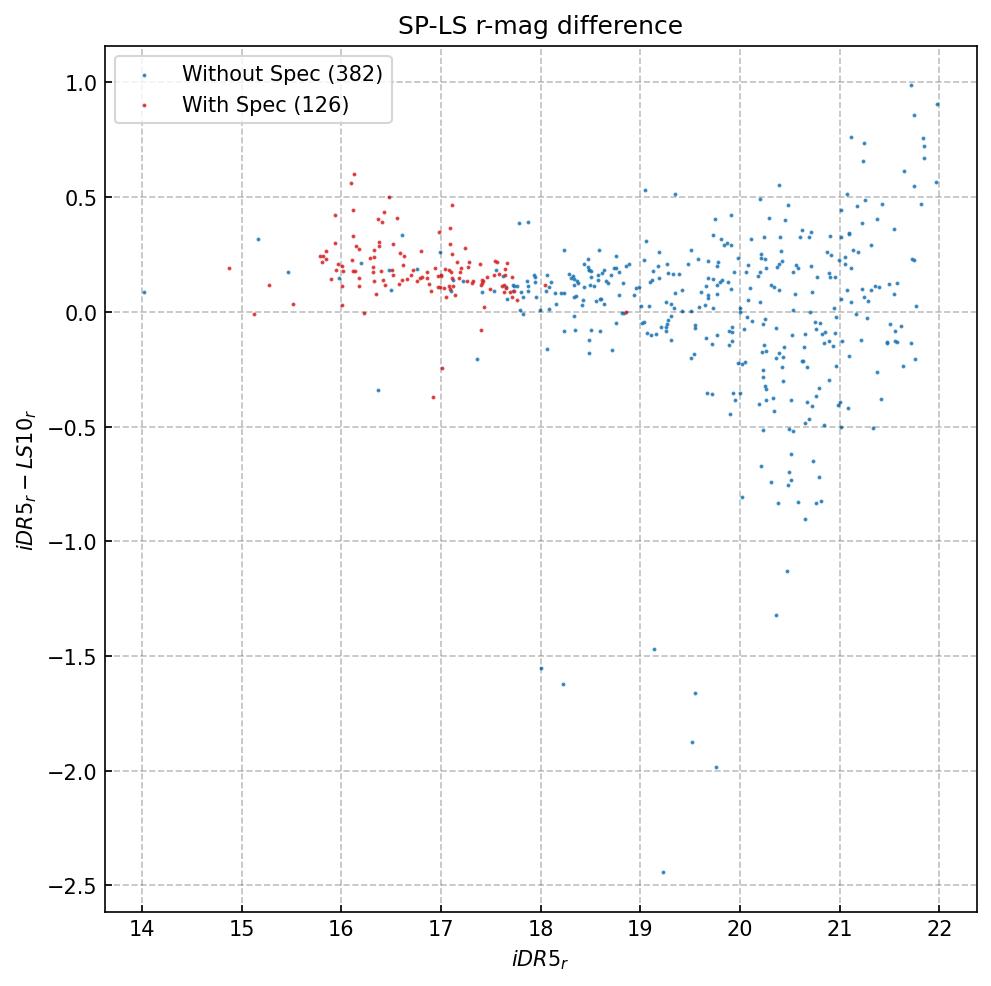 SP-LS r-mag difference
Without Spec (382)
With Spec (126)
1.0
0.5
0.0
−0.5
−1.0
−1.5
−2.0
−2.5
iDR5r − LS10r
14 15 16 17 18 19 20 21 22
iDR5r